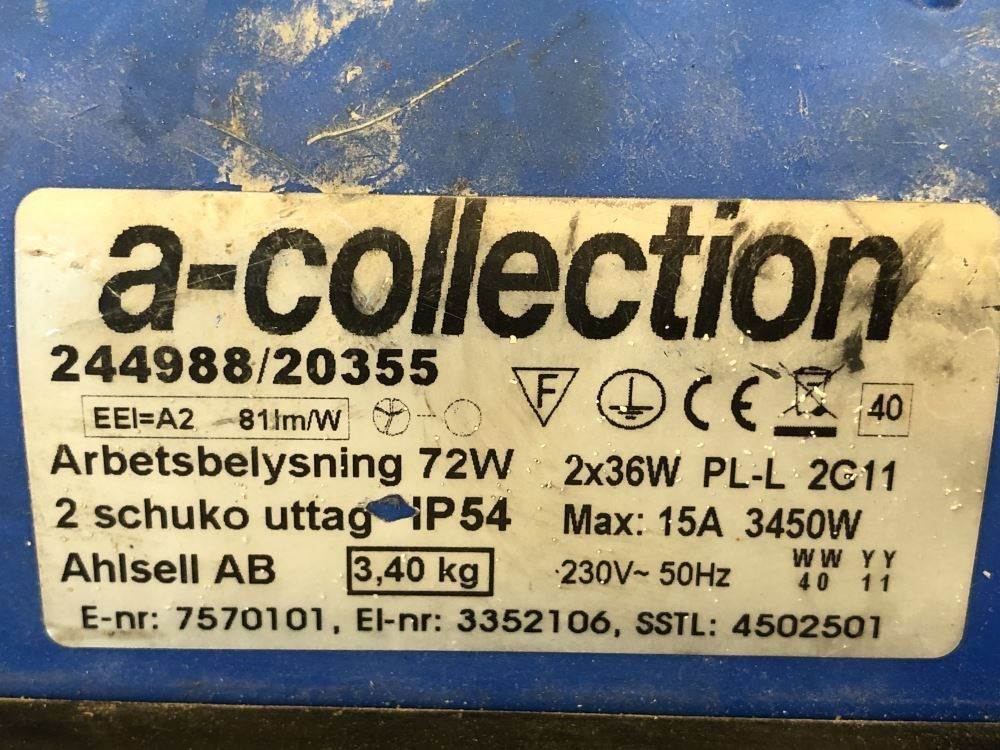 a-collection
244988/20355
EEI=A2 81lm/W
F
CE
40
Arbetsbelysning 72W 2x36W PL-L 2G11
2 schuko uttag IP54 Max: 15A 3450W
Ahlsell AB 3,40 kg 230V~ 50Hz WW YY
40 11
E-nr: 7570101, El-nr: 3352106, SSTL: 4502501